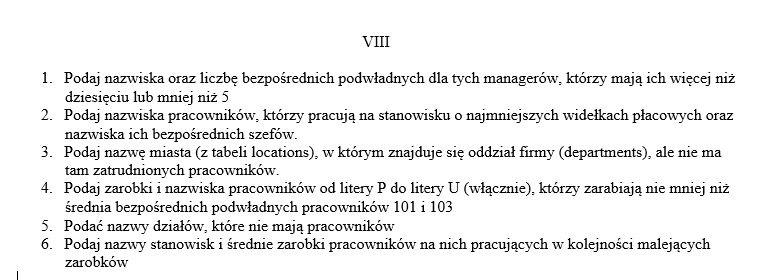 VIII
1. Podaj nazwiska oraz liczbę bezpośrednich podwładnych dla tych managerów, którzy mają ich więcej niż
dziesięciu lub mniej niż 5
2. Podaj nazwiska pracowników, którzy pracują na stanowisku o najmniejszych widełkach płacowych oraz
nazwiska ich bezpośrednich szefów.
3. Podaj nazwę miasta (z tabeli locations), w którym znajduje się oddział firmy (departments), ale nie ma
tam zatrudnionych pracowników.
4. Podaj zarobki i nazwiska pracowników od litery P do litery U (włącznie), którzy zarabiają nie mniej niż
średnia bezpośrednich podwładnych pracowników 101 i 103
5. Podać nazwy działów, które nie mają pracowników
6. Podaj nazwy stanowisk i średnie zarobki pracowników na nich pracujących w kolejności malejących
zarobków